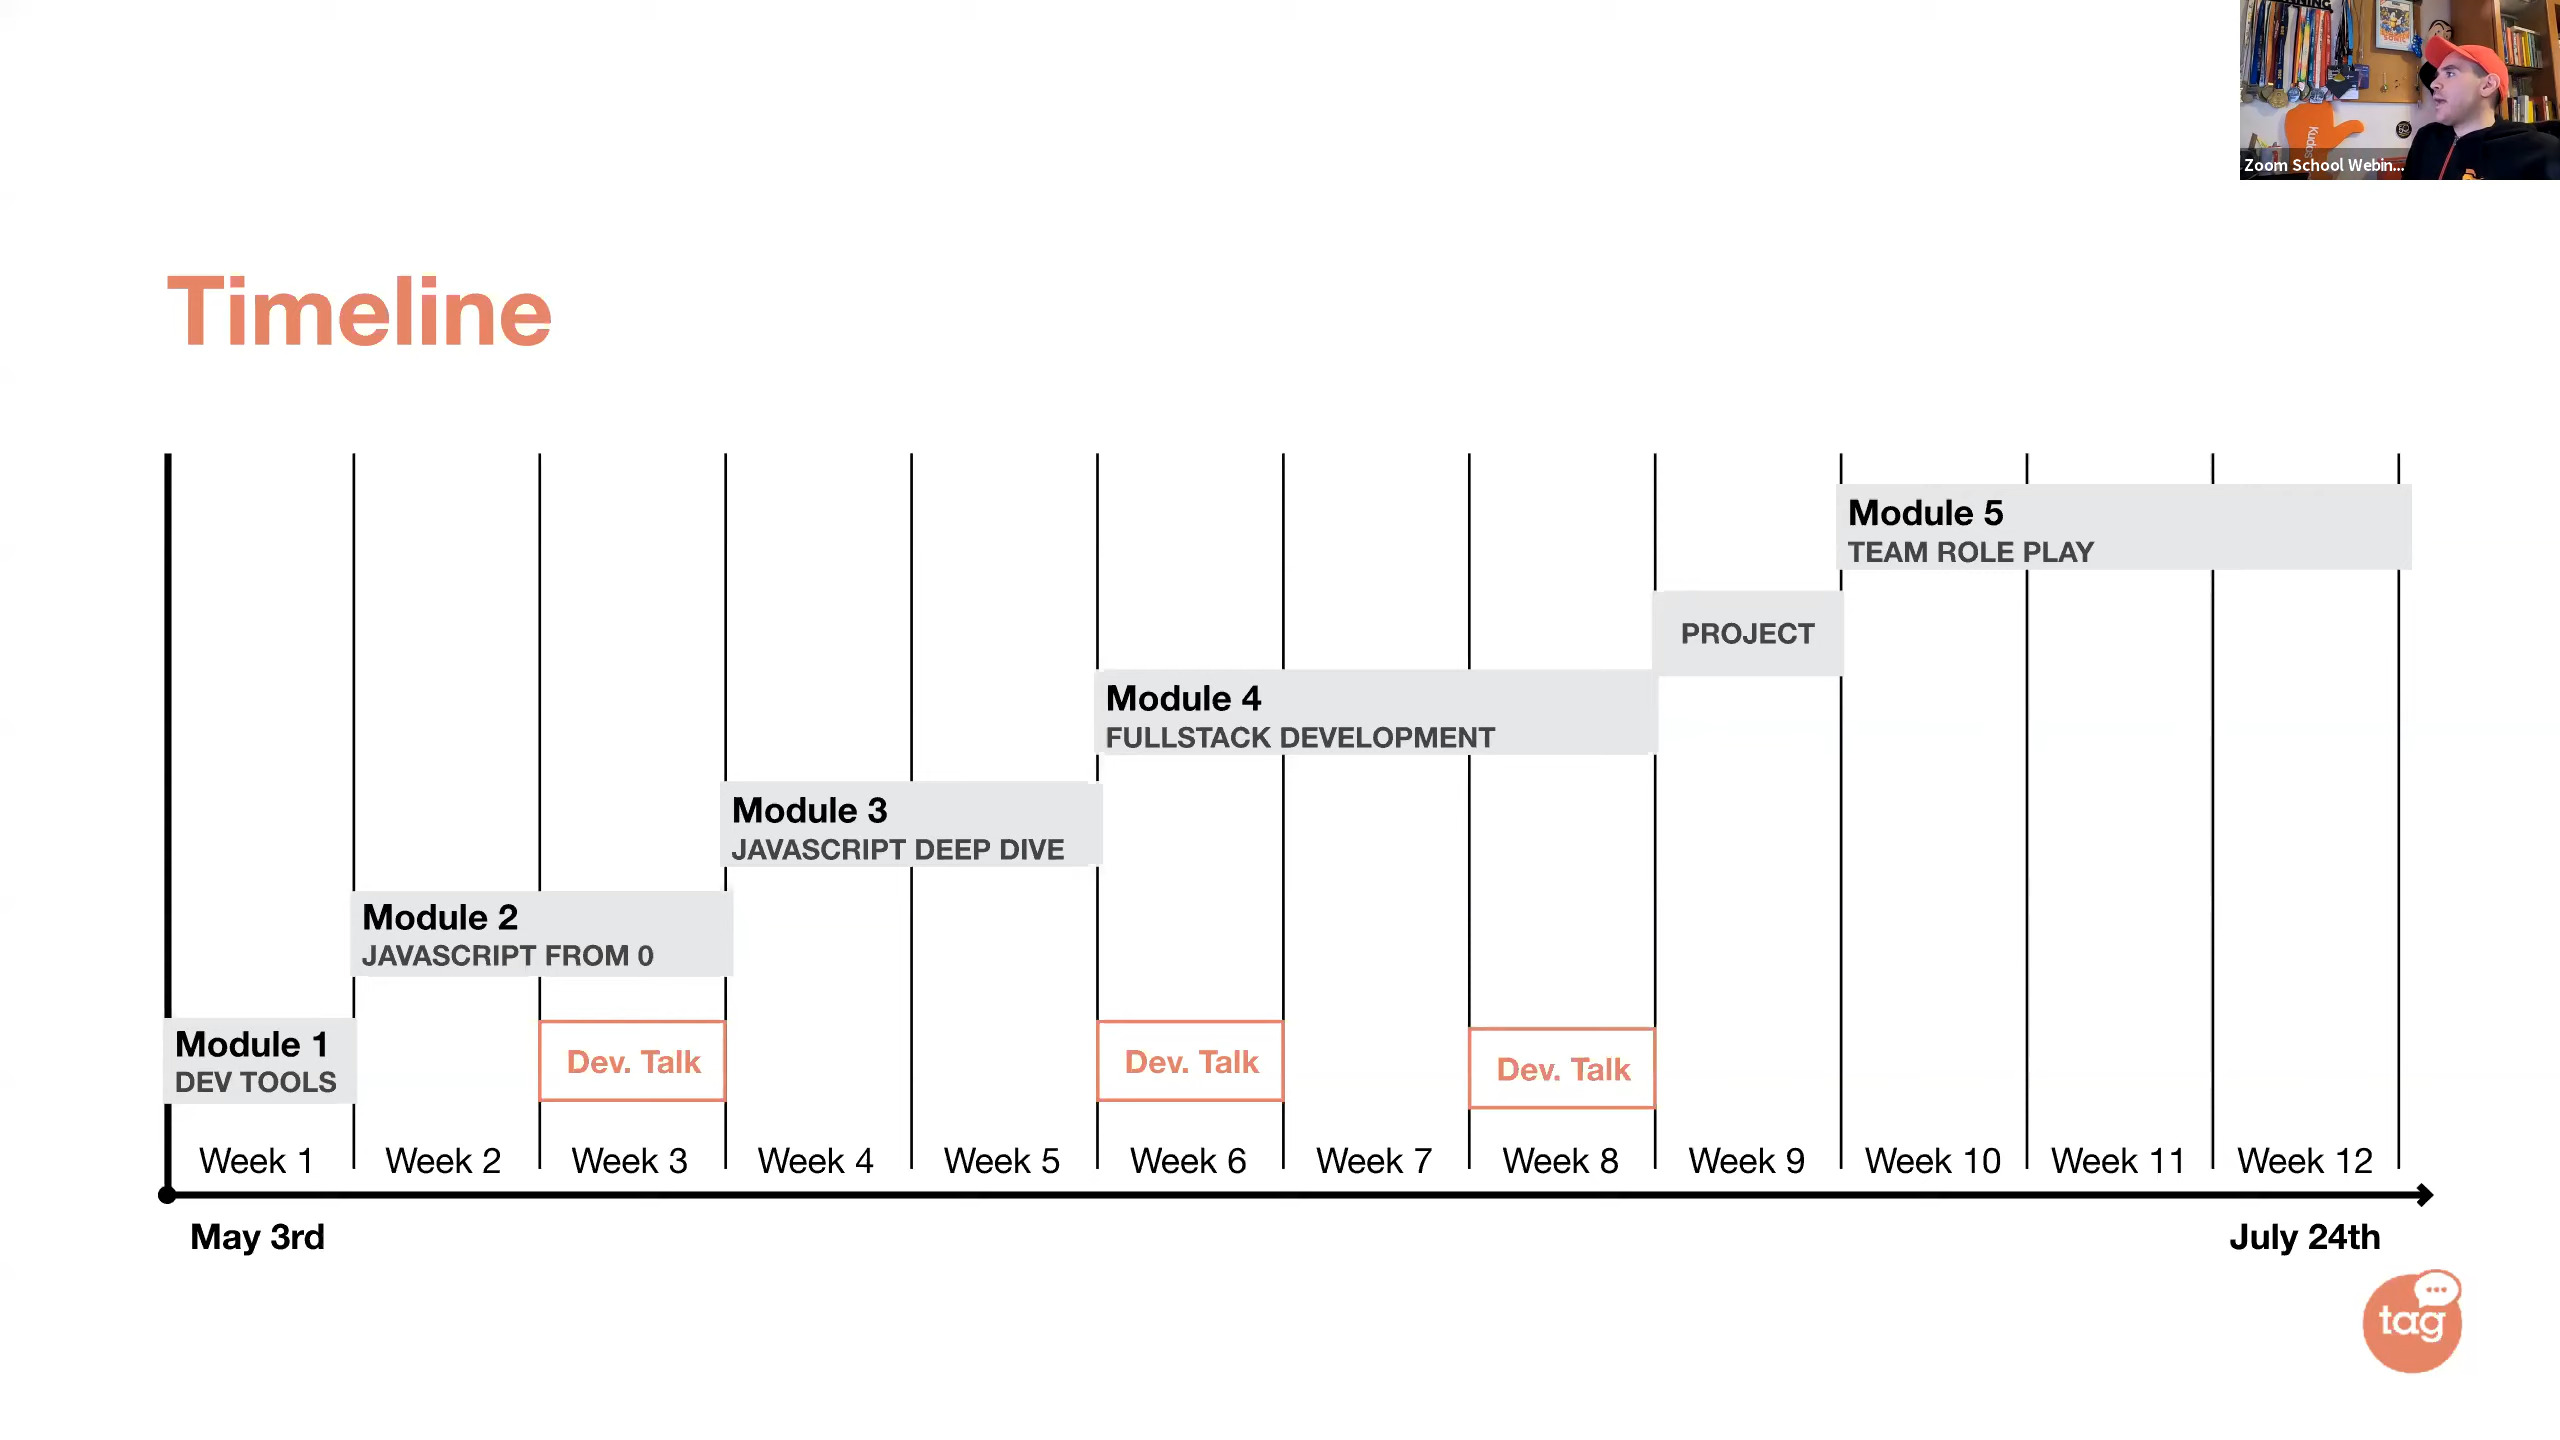 Zoom School Webin...
Timeline
Module 5
TEAM ROLE PLAY
PROJECT
Module 4
FULLSTACK DEVELOPMENT
Module 3
JAVASCRIPT DEEP DIVE
Module 2
JAVASCRIPT FROM 0
Module 1
DEV TOOLS
Dev. Talk
Dev. Talk
Dev. Talk
Week 1
Week 2
Week 3
Week 4
Week 5
Week 6
Week 7
Week 8
Week 9
Week 10
Week 11
Week 12
May 3rd
July 24th
tag
Kudos